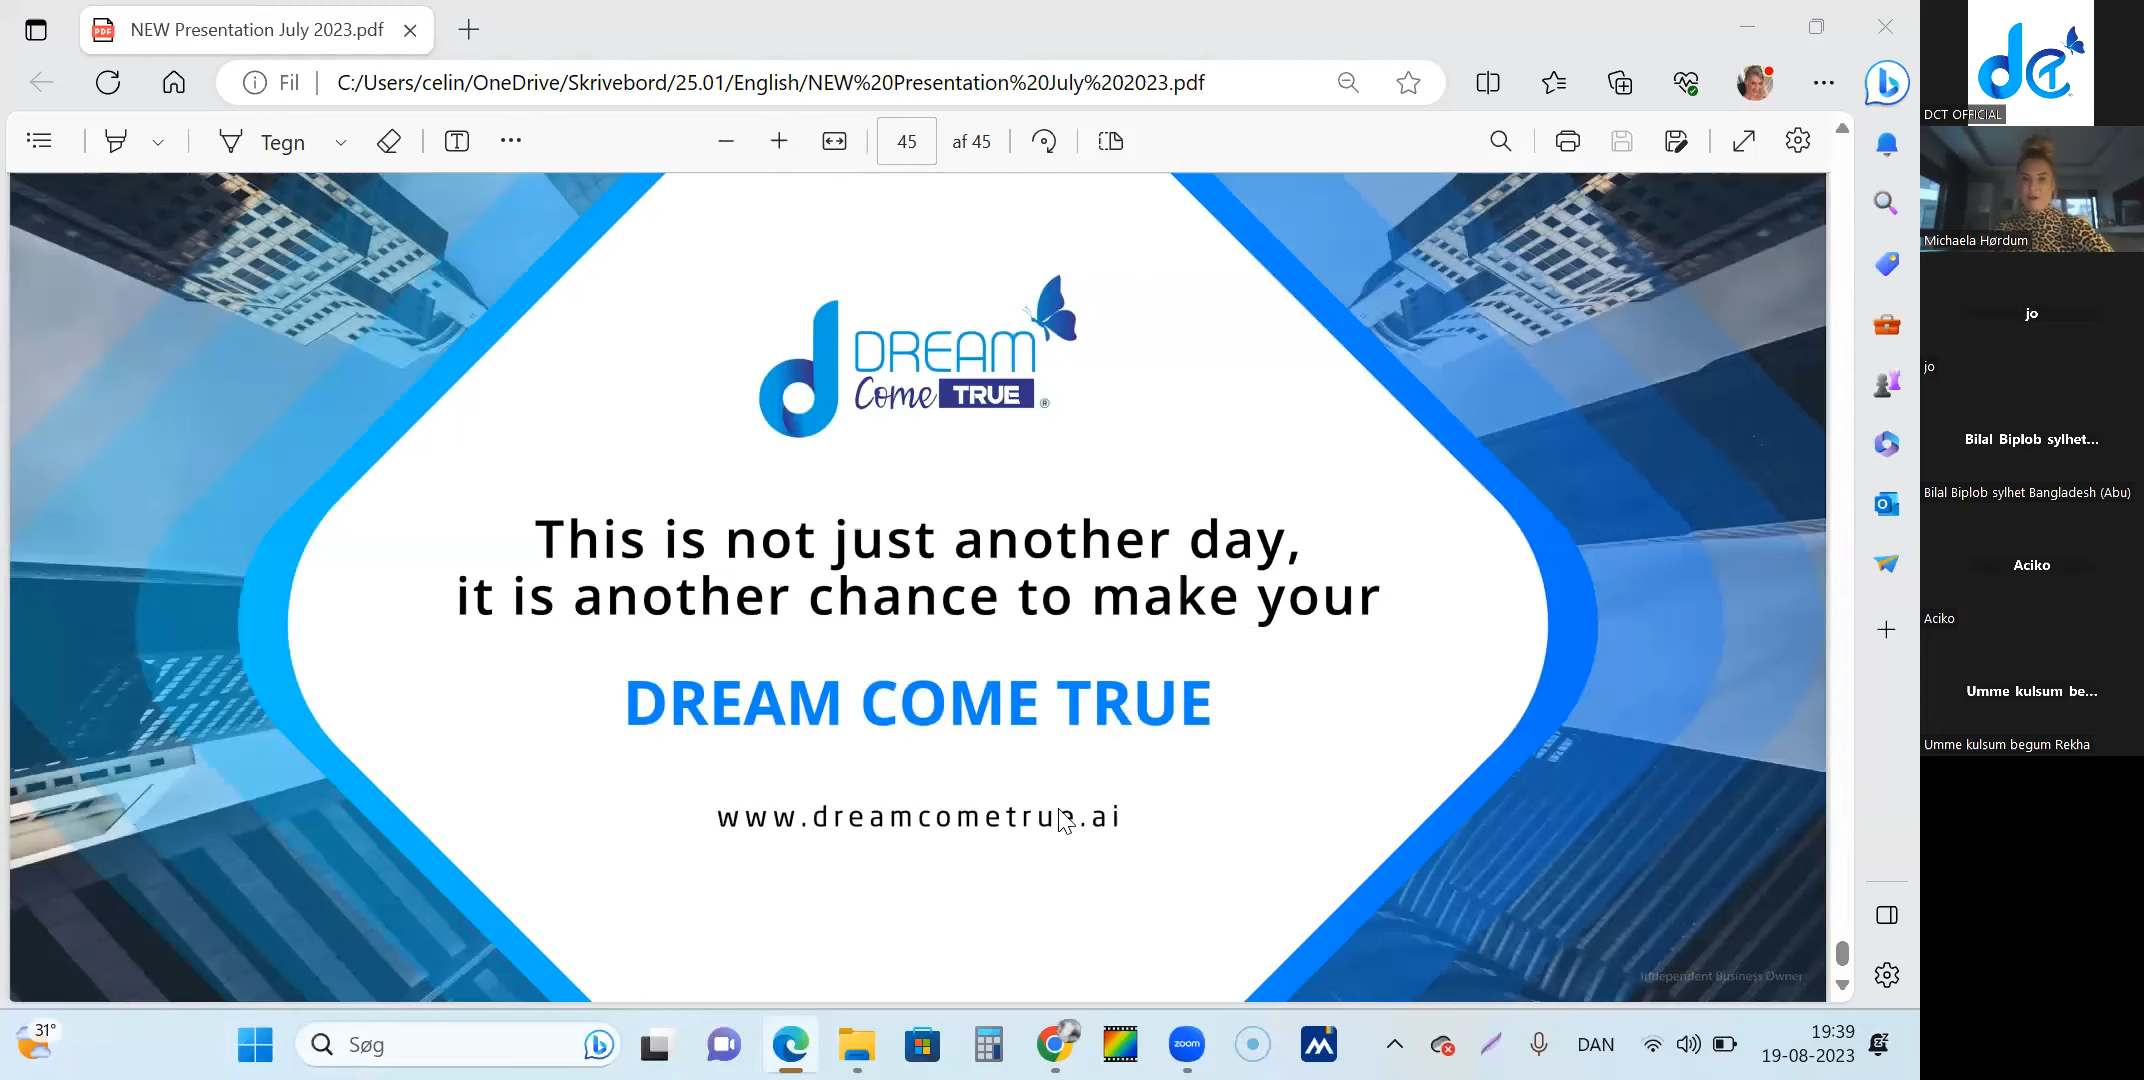 NEW Presentation July 2023.pdf
Fil
C:/Users/celin/OneDrive/Skrivebord/25.01/English/NEW%20Presentation%20July%202023.pdf
Tegn
45
af 45
DREAM
Come TRUE ®
This is not just another day,
it is another chance to make your
DREAM COME TRUE
www.dreamcometrue.ai
Independent Business Owner
DCT OFFICIAL
Michaela Hørdum
jo
jo
Bilal Biplob sylhet...
Bilal Biplob sylhet Bangladesh (Abu)
Aciko
Aciko
Umme kulsum be...
Umme kulsum begum Rekha
31°
Søg
zoom
DAN
19:39
19-08-2023